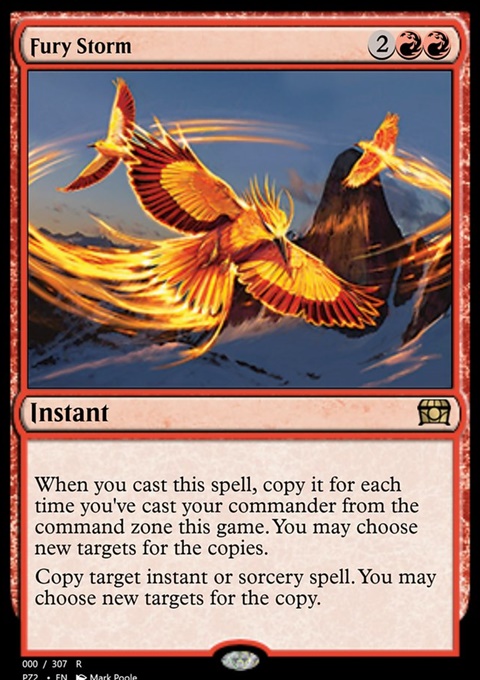 Fury Storm
2
Instant
When you cast this spell, copy it for each
time you've cast your commander from the
command zone this game. You may choose
new targets for the copies.
Copy target instant or sorcery spell. You may
choose new targets for the copy.
000 / 307 R
PZ2 • EN Mark Poole